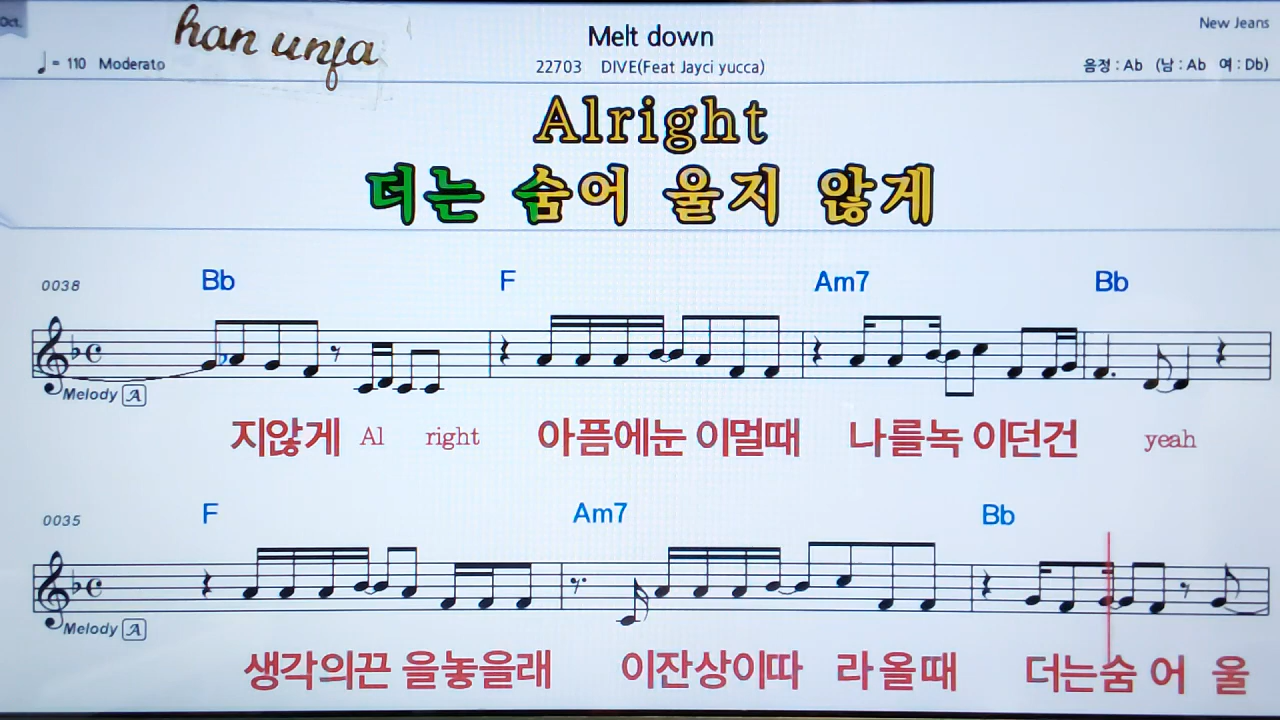 Oct.
han unfa
Melt down
New Jeans
= 110 Moderato
22703 DIVE(Feat Jayci yucca)
음정 : Ab (남 : Ab 여 : Db)
Alright
더는 숨어 울지 않게
0038
Bb F Am7 Bb
Melody A
지않게 Al right 아픔에눈 이멀때 나를녹 이던건 yeah
0035
F Am7 Bb
Melody A
생각의끈 을놓을래 이잔상이따 라올때 더는숨 어 울